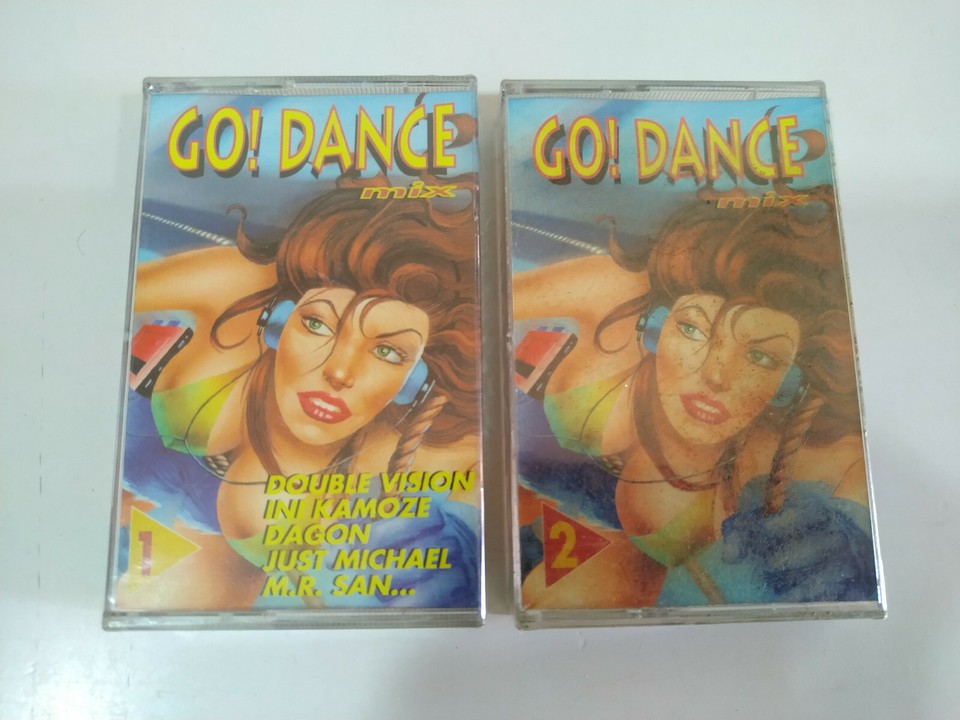 GO! DANCE
mix
DOUBLE VISION
INI KAMOZE
DAGON
JUST MICHAEL
M.R. SAN...
1
GO! DANCE
mix
2